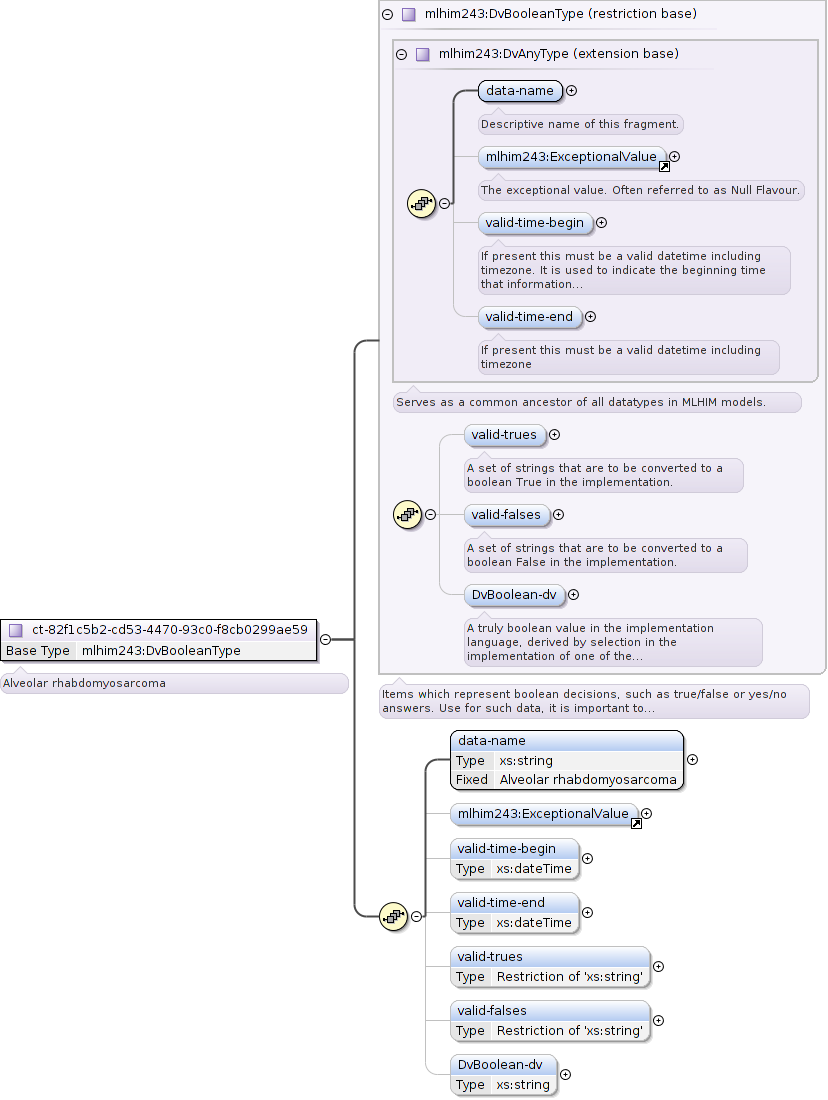 mlhim243:DvBooleanType (restriction base)
mlhim243:DvAnyType (extension base)
data-name
Descriptive name of this fragment.
mlhim243:ExceptionalValue
The exceptional value. Often referred to as Null Flavour.
valid-time-begin
If present this must be a valid datetime including
timezone. It is used to indicate the beginning time
that information...
valid-time-end
If present this must be a valid datetime including
timezone
Serves as a common ancestor of all datatypes in MLHIM models.
valid-trues
A set of strings that are to be converted to a
boolean True in the implementation.
valid-falses
A set of strings that are to be converted to a
boolean False in the implementation.
DvBoolean-dv
A truly boolean value in the implementation
language, derived by selection in the
implementation of one of the...
ct-82f1c5b2-cd53-4470-93c0-f8cb0299ae59
Base Type mlhim243:DvBooleanType
Alveolar rhabdomyosarcoma
Items which represent boolean decisions, such as true/false or yes/no
answers. Use for such data, it is important to...
data-name
Type xs:string
Fixed Alveolar rhabdomyosarcoma
mlhim243:ExceptionalValue
valid-time-begin
Type xs:dateTime
valid-time-end
Type xs:dateTime
valid-trues
Type Restriction of 'xs:string'
valid-falses
Type Restriction of 'xs:string'
DvBoolean-dv
Type xs:string